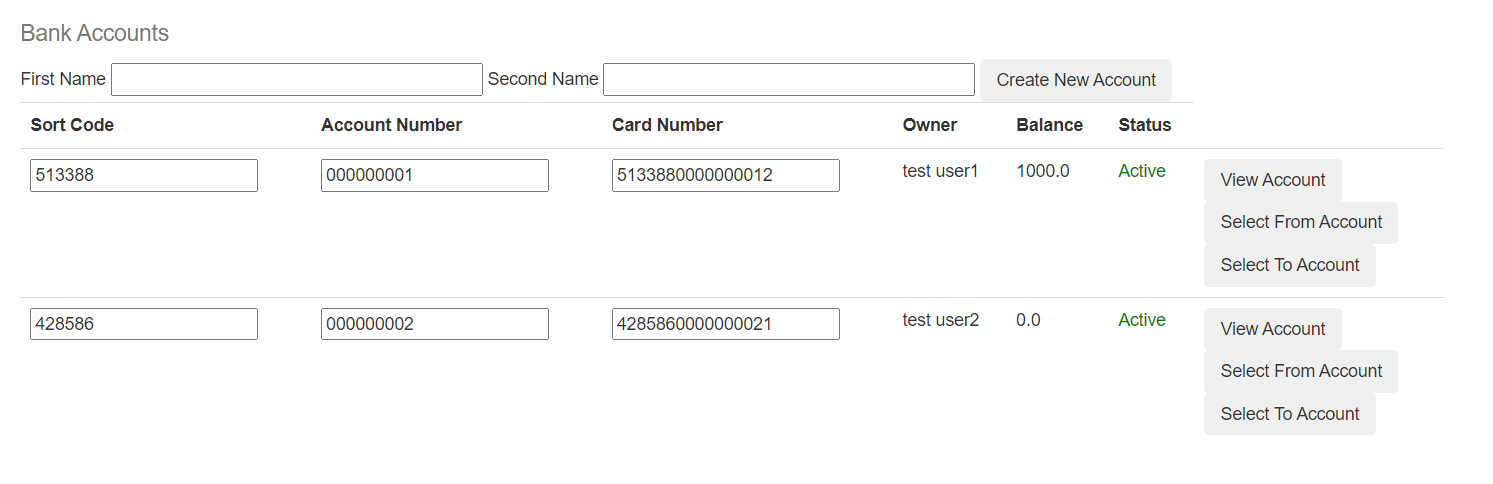 Bank Accounts
First Name Second Name Create New Account
Sort Code Account Number Card Number Owner Balance Status
513388 000000001 5133880000000012 test user1 1000.0 Active View Account
Select From Account
Select To Account
428586 000000002 4285860000000021 test user2 0.0 Active View Account
Select From Account
Select To Account